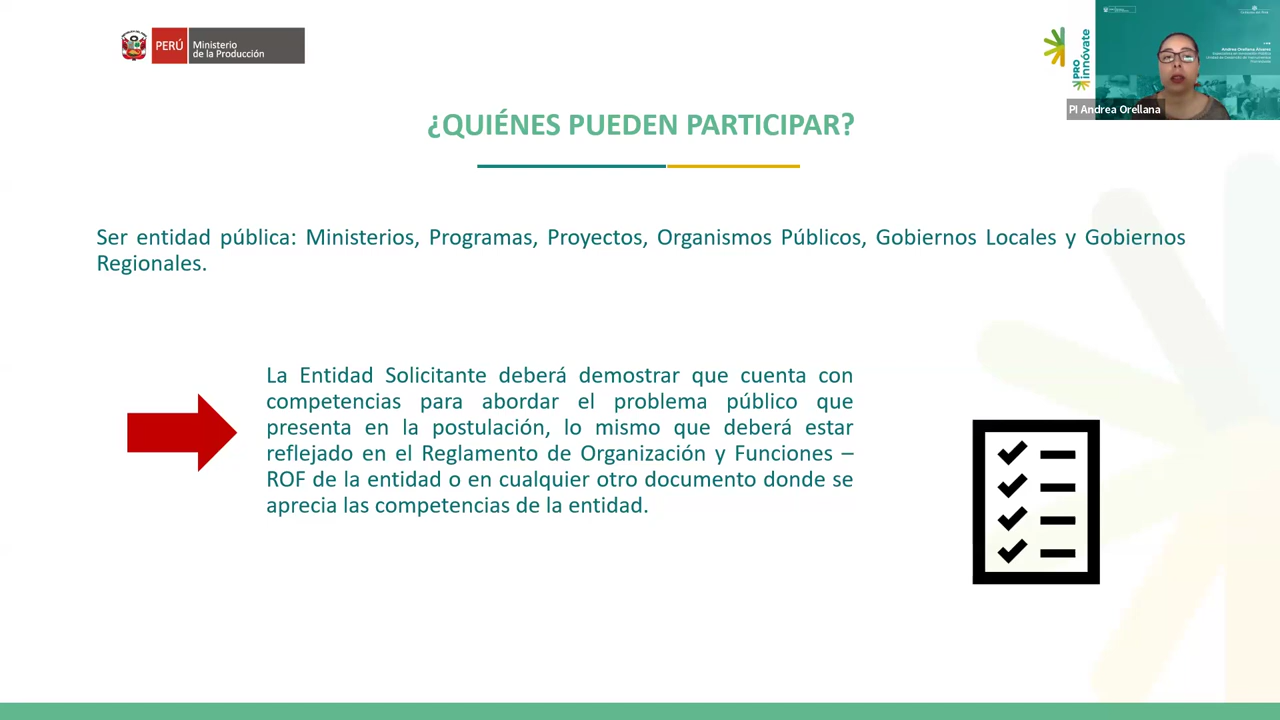 PERÚ
Ministerio
de la Producción
PRO
innóvate
Andrea Orellana Alvarez
PI Andrea Orellana
¿QUIÉNES PUEDEN PARTICIPAR?
Ser entidad pública: Ministerios, Programas, Proyectos, Organismos Públicos, Gobiernos Locales y Gobiernos
Regionales.
La Entidad Solicitante deberá demostrar que cuenta con
competencias para abordar el problema público que
presenta en la postulación, lo mismo que deberá estar
reflejado en el Reglamento de Organización y Funciones –
ROF de la entidad o en cualquier otro documento donde se
aprecia las competencias de la entidad.